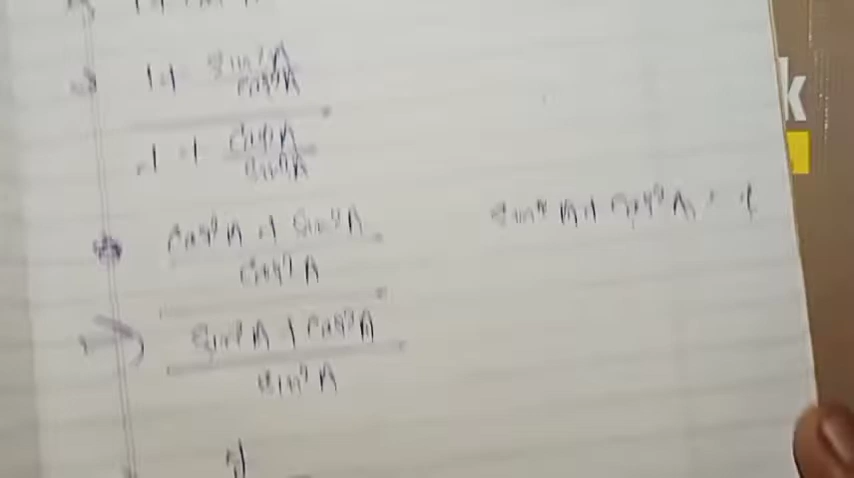 1 + sin²A
cos²A
1 + cos²A
sin²A
cos²A + sin²A
cos²A
sin²A + cos²A = 1
sin²A + cos²A
sin²A
k